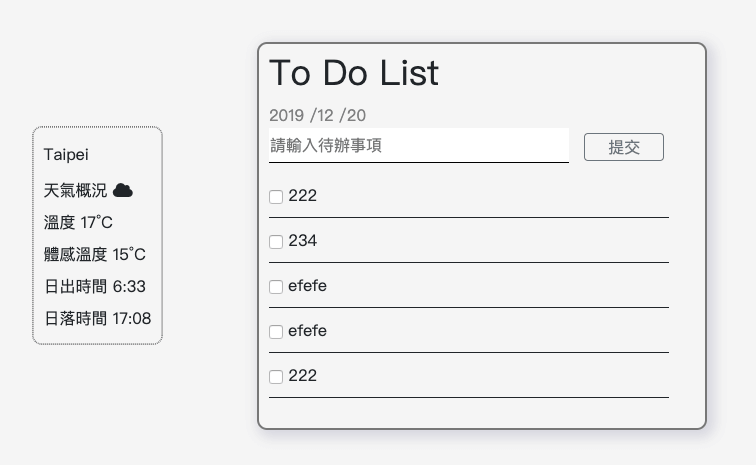 Taipei
天氣概況
溫度 17°C
體感溫度 15°C
日出時間 6:33
日落時間 17:08
To Do List
2019 /12 /20
請輸入待辦事項
提交
222
234
efefe
efefe
222